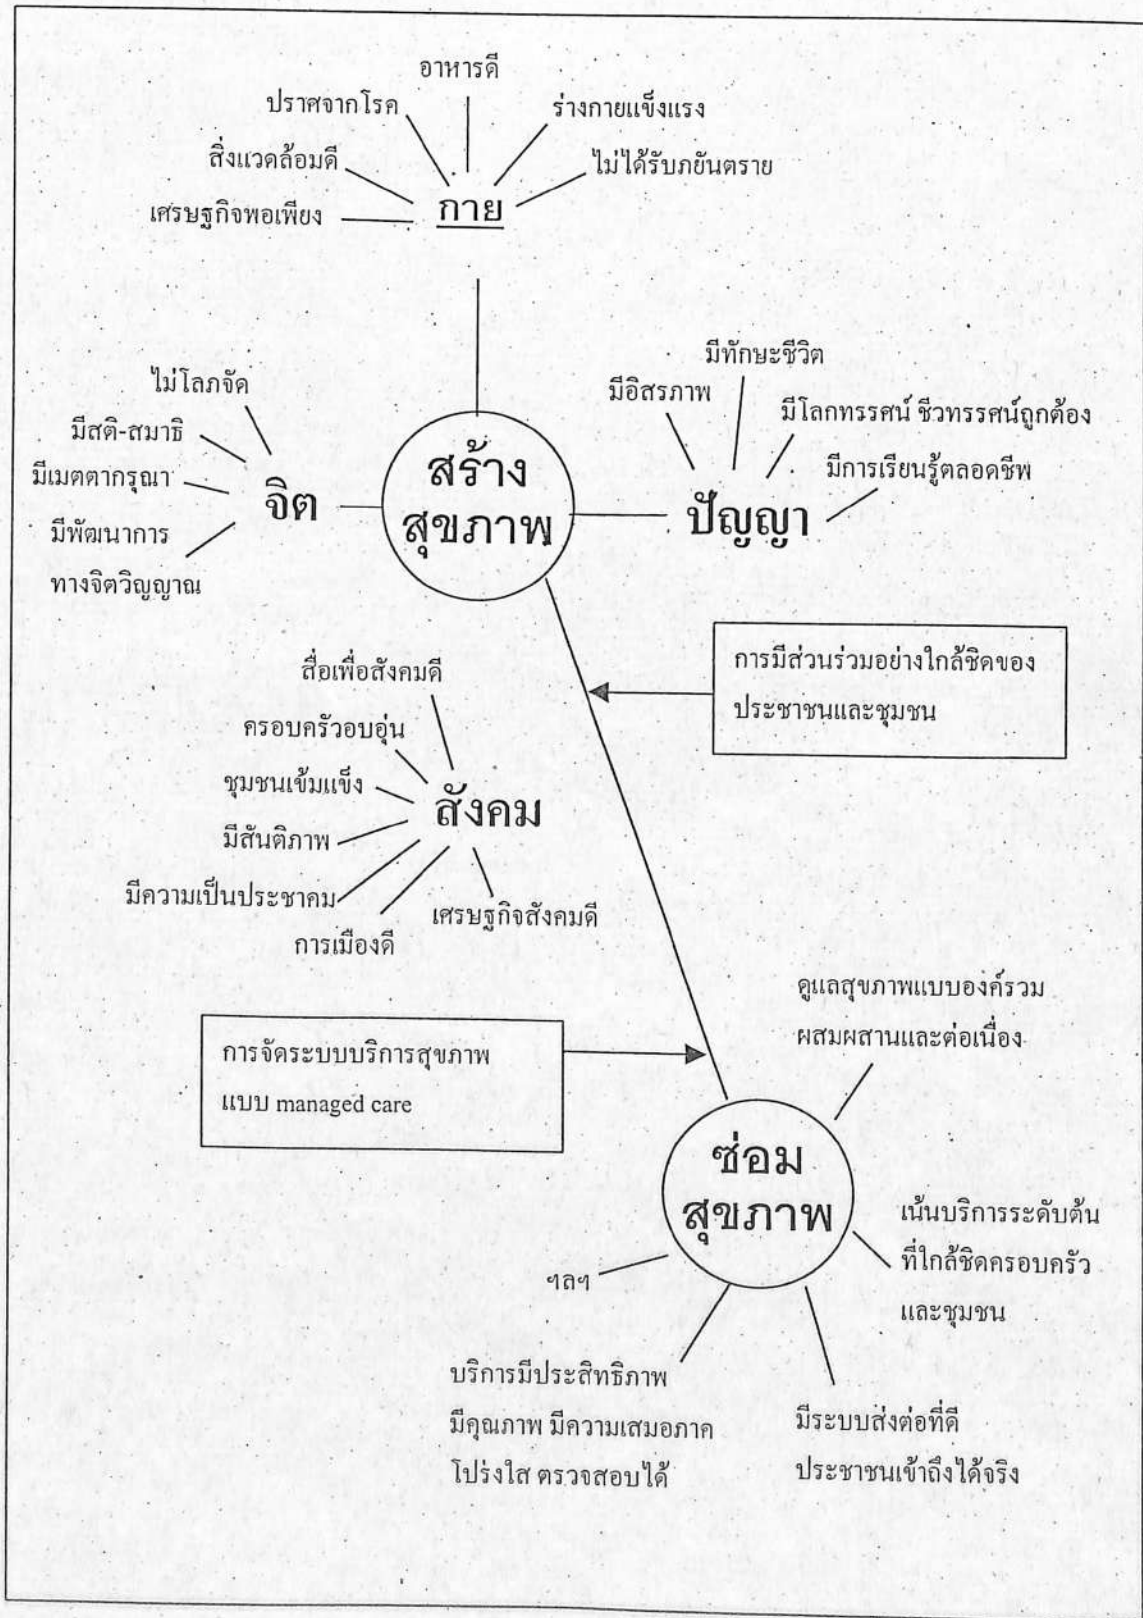 อาหารดี
ปราศจากโรค
ร่างกายแข็งแรง
สิ่งแวดล้อมดี
ไม่ได้รับภยันตราย
เศรษฐกิจพอเพียง
กาย
มีทักษะชีวิต
ไม่โลภจัด
มีอิสรภาพ
มีโลกทรรศน์ ชีวทรรศน์ถูกต้อง
มีสติ-สมาธิ
สร้าง
มีการเรียนรู้ตลอดชีพ
มีเมตตากรุณา
จิต
สุขภาพ
ปัญญา
มีพัฒนาการ
ทางจิตวิญญาณ
สื่อเพื่อสังคมดี
การมีส่วนร่วมอย่างใกล้ชิดของ
ประชาชนและชุมชน
ครอบครัวอบอุ่น
ชุมชนเข้มแข็ง
สังคม
มีสันติภาพ
มีความเป็นประชาคม
เศรษฐกิจสังคมดี
การเมืองดี
ดูแลสุขภาพแบบองค์รวม
ผสมผสานและต่อเนื่อง
การจัดระบบบริการสุขภาพ
แบบ managed care
ซ่อม
สุขภาพ
เน้นบริการระดับต้น
ที่ใกล้ชิดครอบครัว
และชุมชน
ฯลฯ
บริการมีประสิทธิภาพ
มีคุณภาพ มีความเสมอภาค
โปร่งใส ตรวจสอบได้
มีระบบส่งต่อที่ดี
ประชาชนเข้าถึงได้จริง